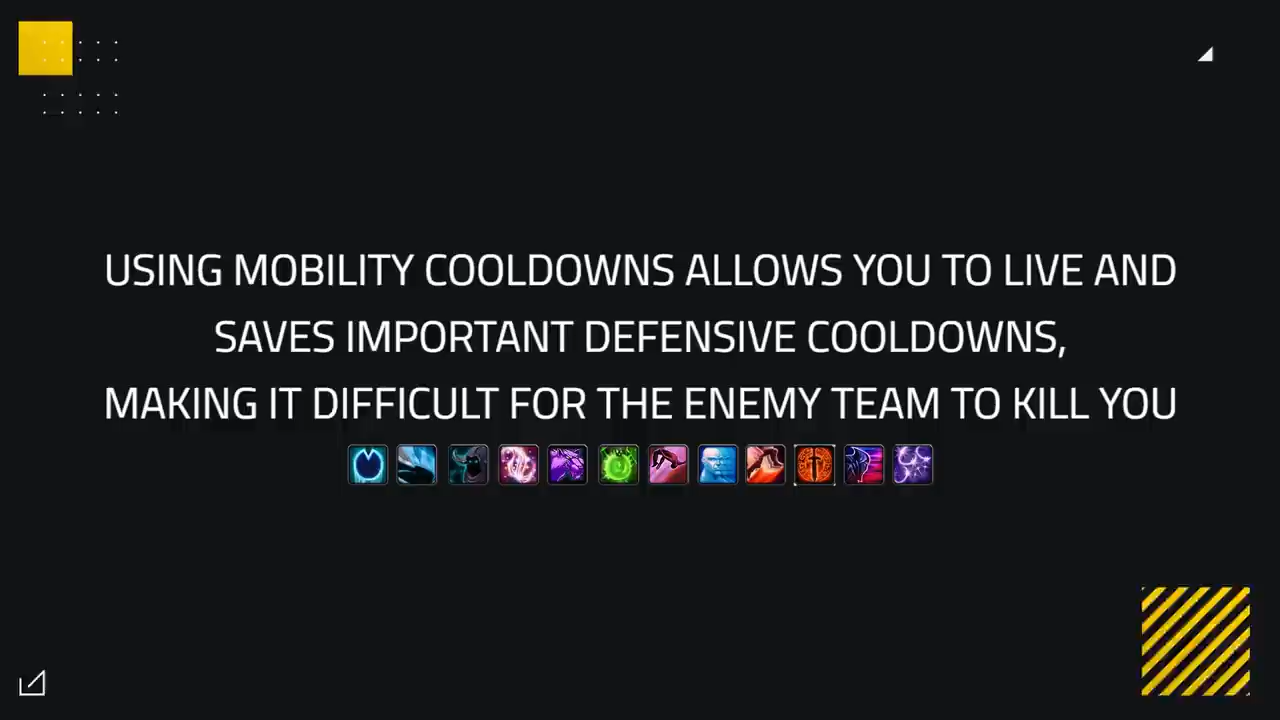 USING MOBILITY COOLDOWNS ALLOWS YOU TO LIVE AND
SAVES IMPORTANT DEFENSIVE COOLDOWNS,
MAKING IT DIFFICULT FOR THE ENEMY TEAM TO KILL YOU